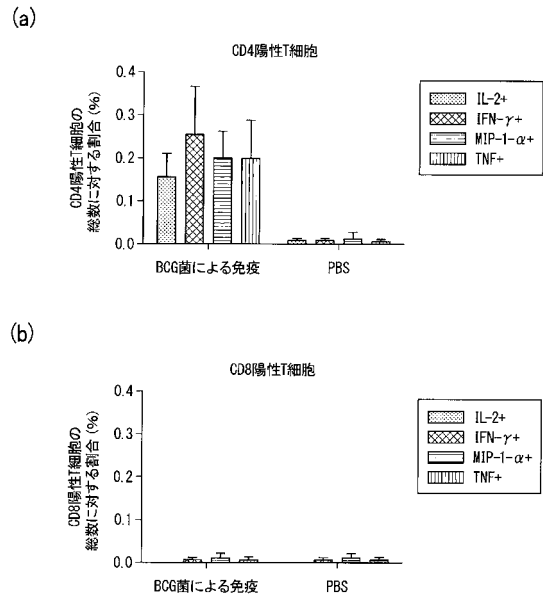 (a)
CD4陽性T細胞
CD4陽性T細胞の
総数に対する割合(%)
0.4
0.3
0.2
0.1
0.0
BCG菌による免疫
PBS
IL-2+
IFN-γ+
MIP-1-α+
TNF+
(b)
CD8陽性T細胞
CD8陽性T細胞の
総数に対する割合(%)
0.4
0.3
0.2
0.1
0.0
BCG菌による免疫
PBS
IL-2+
IFN-γ+
MIP-1-α+
TNF+